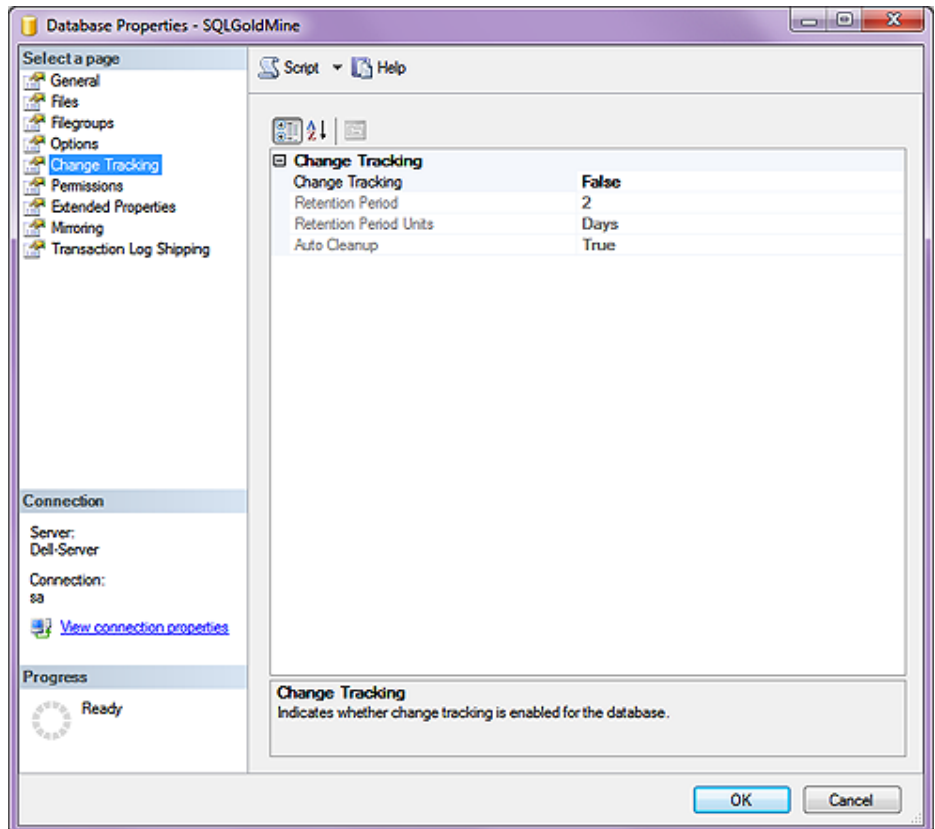 Database Properties - SQLGoldMine
Select a page
General
Files
Filegroups
Options
Change Tracking
Permissions
Extended Properties
Mirroring
Transaction Log Shipping
Script Help
Change Tracking
Change Tracking False
Retention Period 2
Retention Period Units Days
Auto Cleanup True
Connection
Server:
Dell-Server
Connection:
sa
View connection properties
Progress
Ready
Change Tracking
Indicates whether change tracking is enabled for the database.
OK Cancel